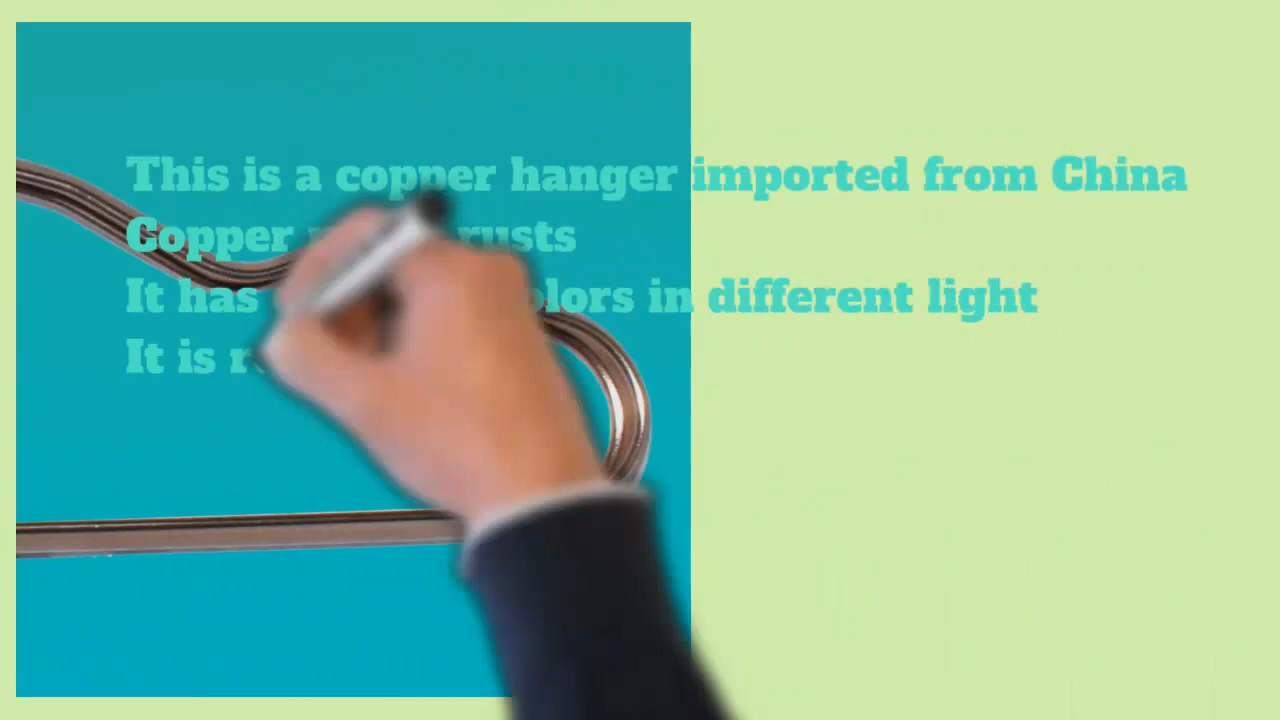 This is a copper hanger imported from China
Copper rusts
It has colors in different light
It is